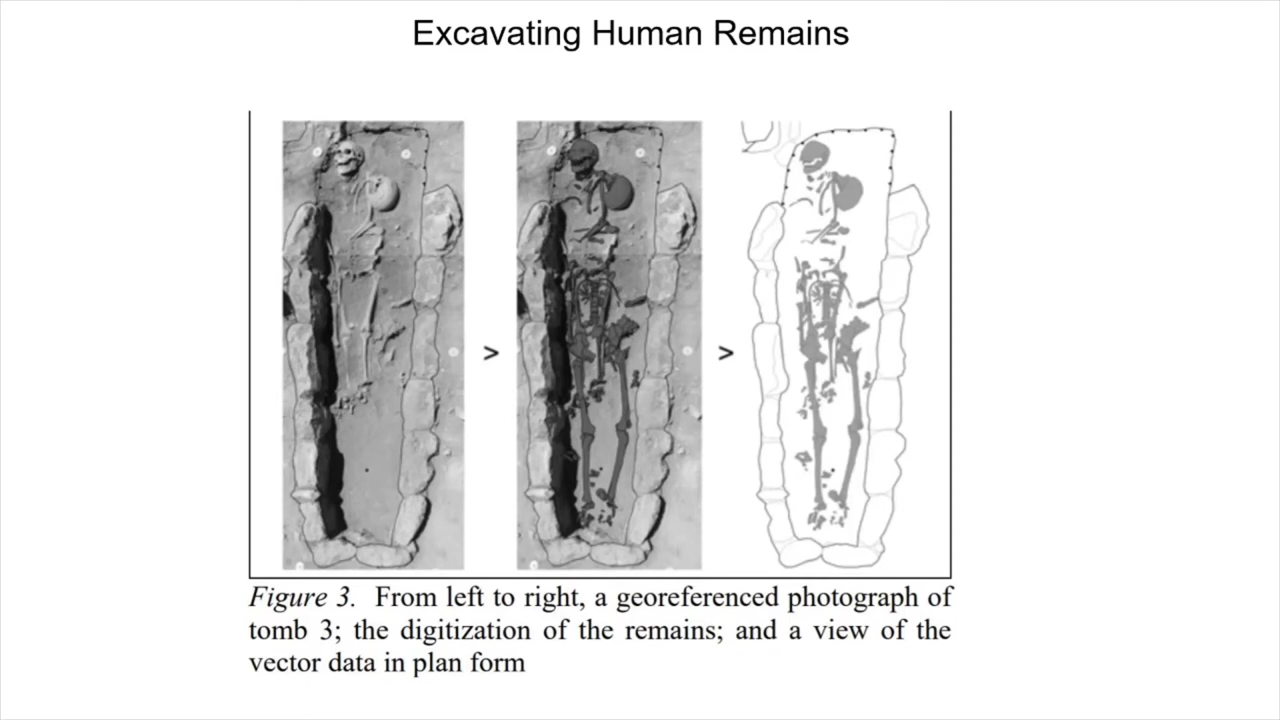 Excavating Human Remains
> >
Figure 3. From left to right, a georeferenced photograph of
tomb 3; the digitization of the remains; and a view of the
vector data in plan form